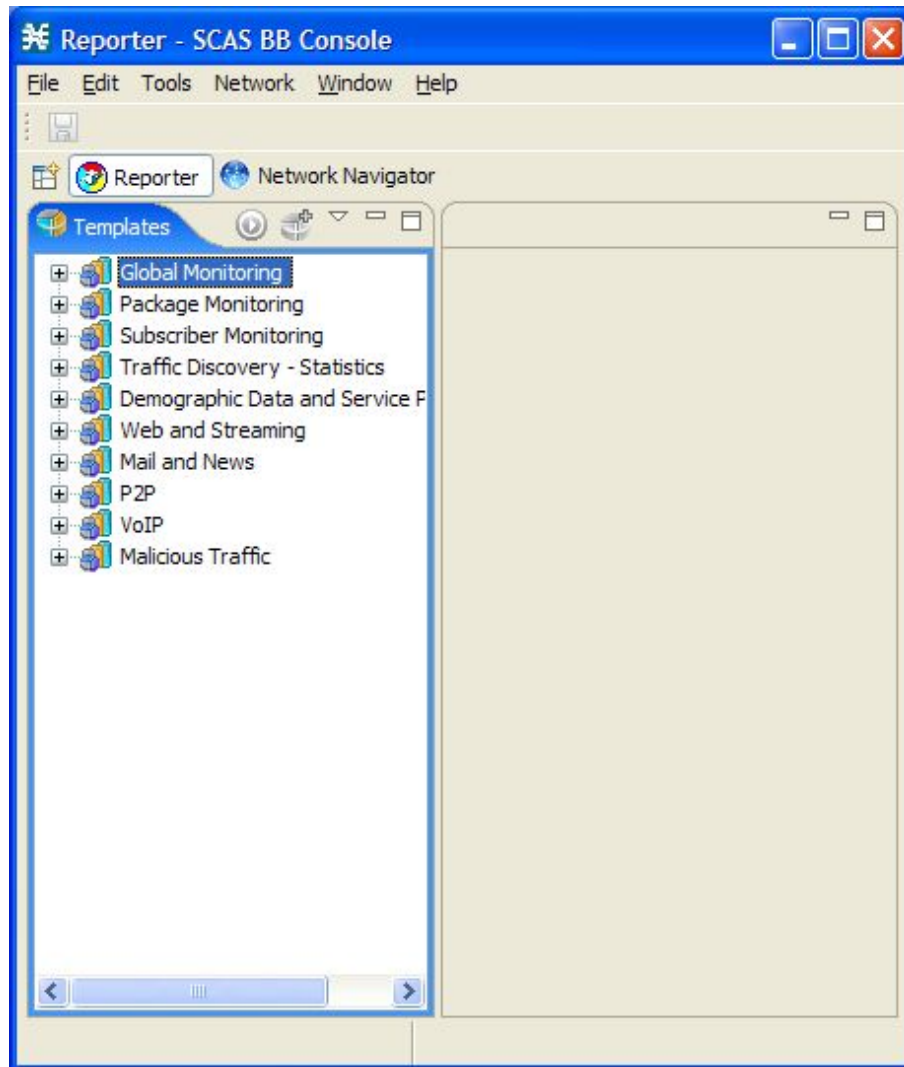 Reporter - SCAS BB Console
File Edit Tools Network Window Help
Reporter Network Navigator
Templates
Global Monitoring
Package Monitoring
Subscriber Monitoring
Traffic Discovery - Statistics
Demographic Data and Service P
Web and Streaming
Mail and News
P2P
VoIP
Malicious Traffic